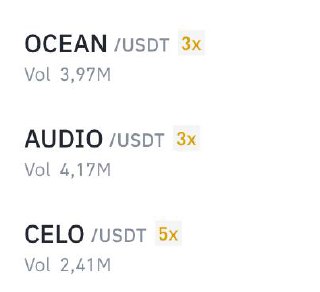 OCEAN /USDT 3x
Vol 3,97M
AUDIO /USDT 3x
Vol 4,17M
CELO /USDT 5x
Vol 2,41M